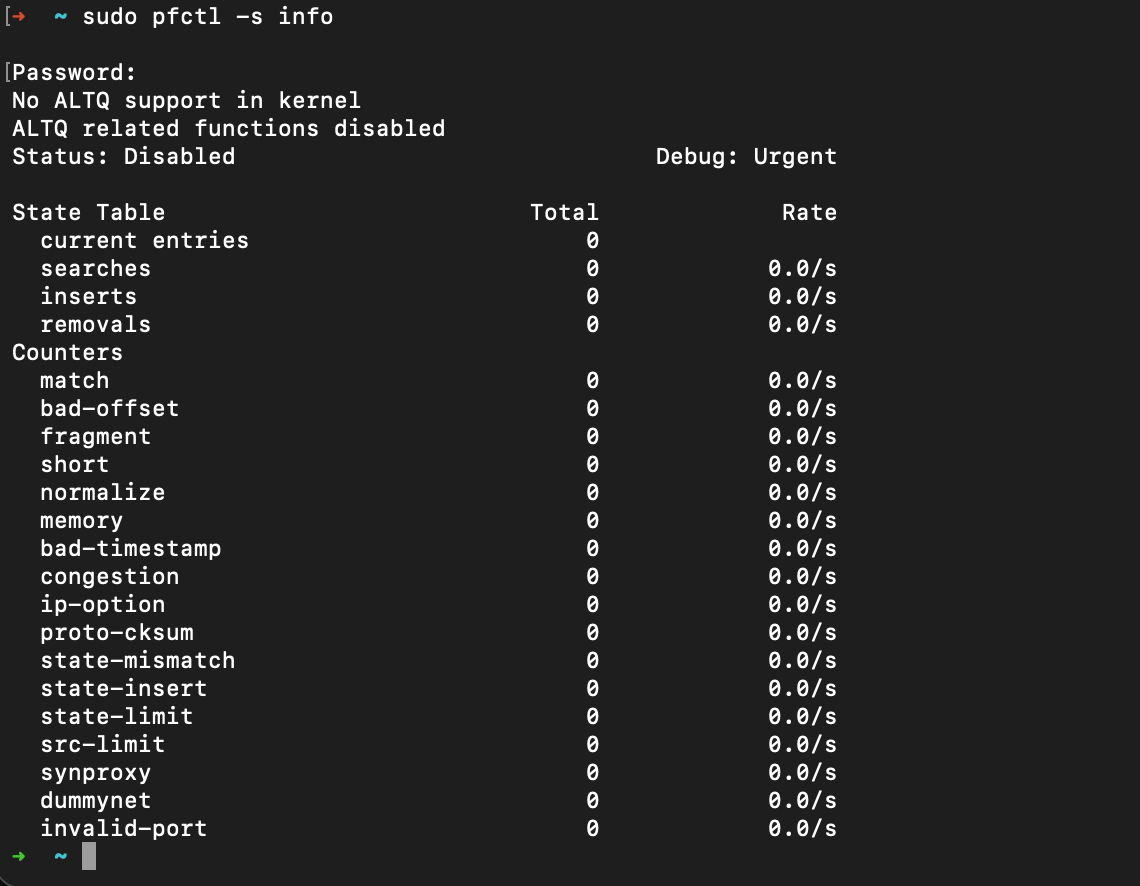 [➜  ~ sudo pfctl -s info
[Password:
No ALTQ support in kernel
ALTQ related functions disabled
Status: Disabled                              Debug: Urgent
State Table                          Total             Rate
  current entries                        0
  searches                               0            0.0/s
  inserts                                0            0.0/s
  removals                               0            0.0/s
Counters
  match                                  0            0.0/s
  bad-offset                             0            0.0/s
  fragment                               0            0.0/s
  short                                  0            0.0/s
  normalize                              0            0.0/s
  memory                                 0            0.0/s
  bad-timestamp                          0            0.0/s
  congestion                             0            0.0/s
  ip-option                              0            0.0/s
  proto-cksum                            0            0.0/s
  state-mismatch                         0            0.0/s
  state-insert                           0            0.0/s
  state-limit                            0            0.0/s
  src-limit                              0            0.0/s
  synproxy                               0            0.0/s
  dummynet                               0            0.0/s
  invalid-port                           0            0.0/s
➜  ~